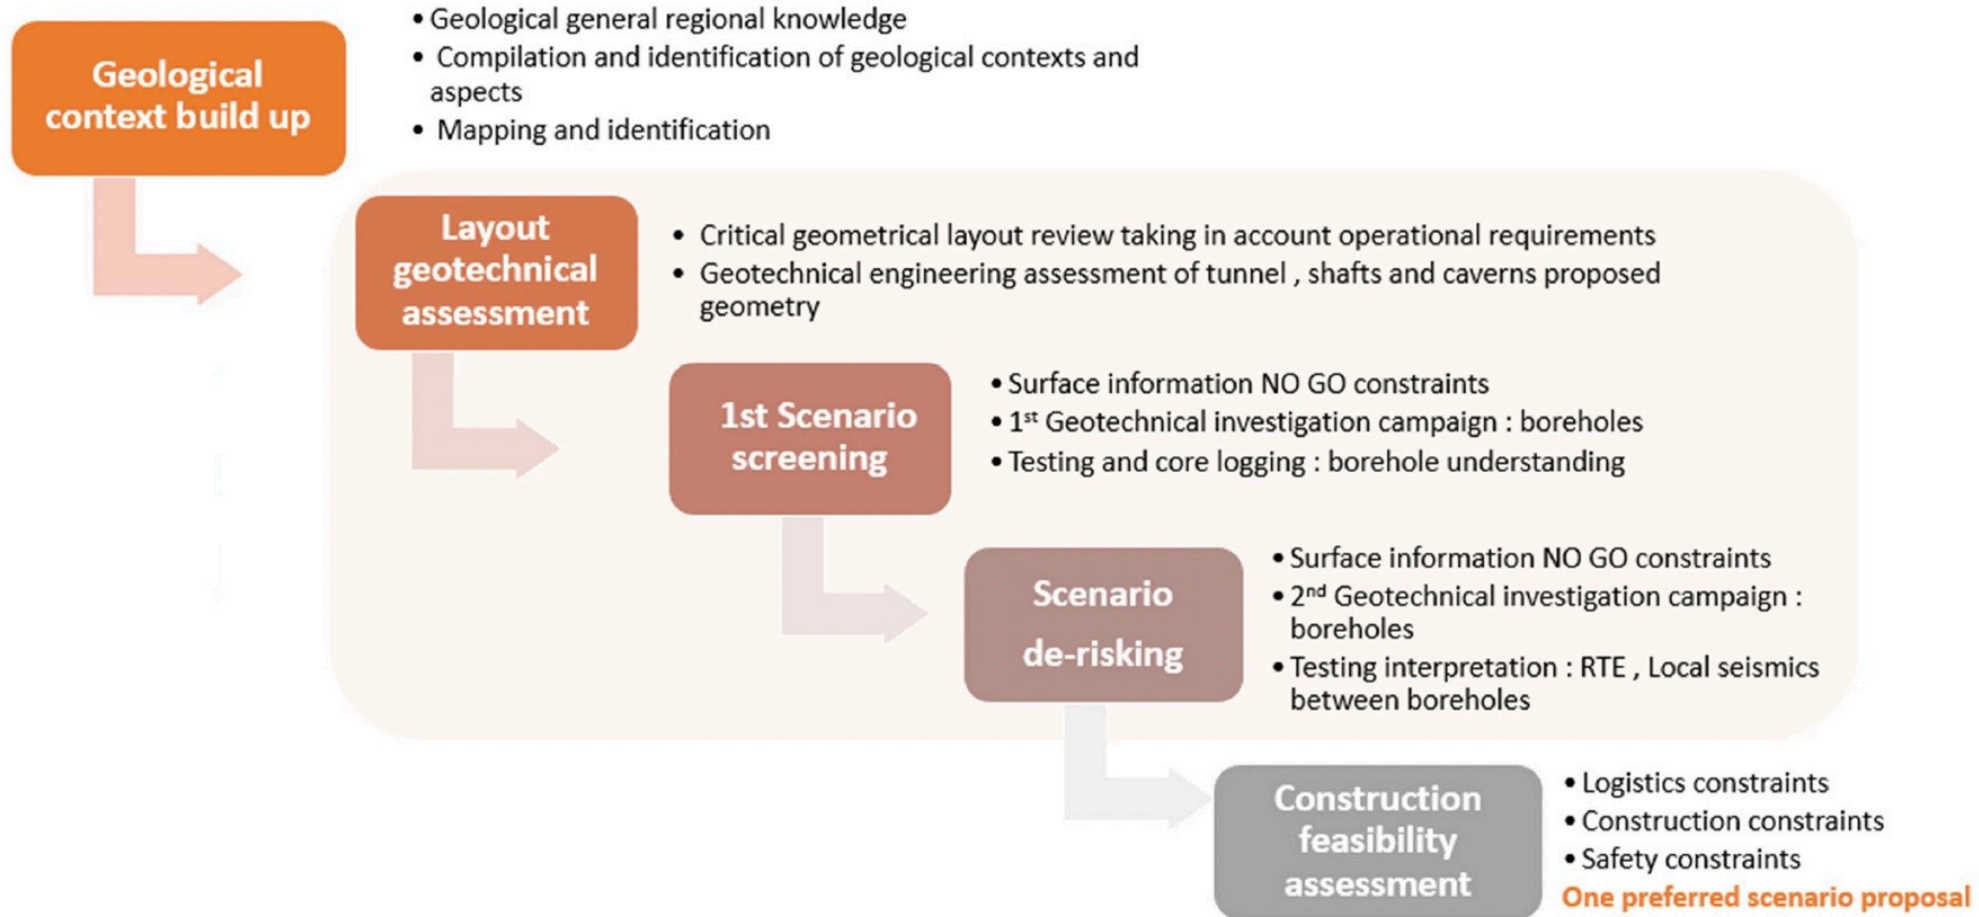 Geological
context build up
• Geological general regional knowledge
• Compilation and identification of geological contexts and
aspects
• Mapping and identification
Layout
geotechnical
assessment
• Critical geometrical layout review taking in account operational requirements
• Geotechnical engineering assessment of tunnel , shafts and caverns proposed
geometry
1st Scenario
screening
• Surface information NO GO constraints
• 1st Geotechnical investigation campaign : boreholes
• Testing and core logging : borehole understanding
Scenario
de-risking
• Surface information NO GO constraints
• 2nd Geotechnical investigation campaign :
boreholes
• Testing interpretation : RTE , Local seismics
between boreholes
Construction
feasibility
assessment
• Logistics constraints
• Construction constraints
• Safety constraints
One preferred scenario proposal